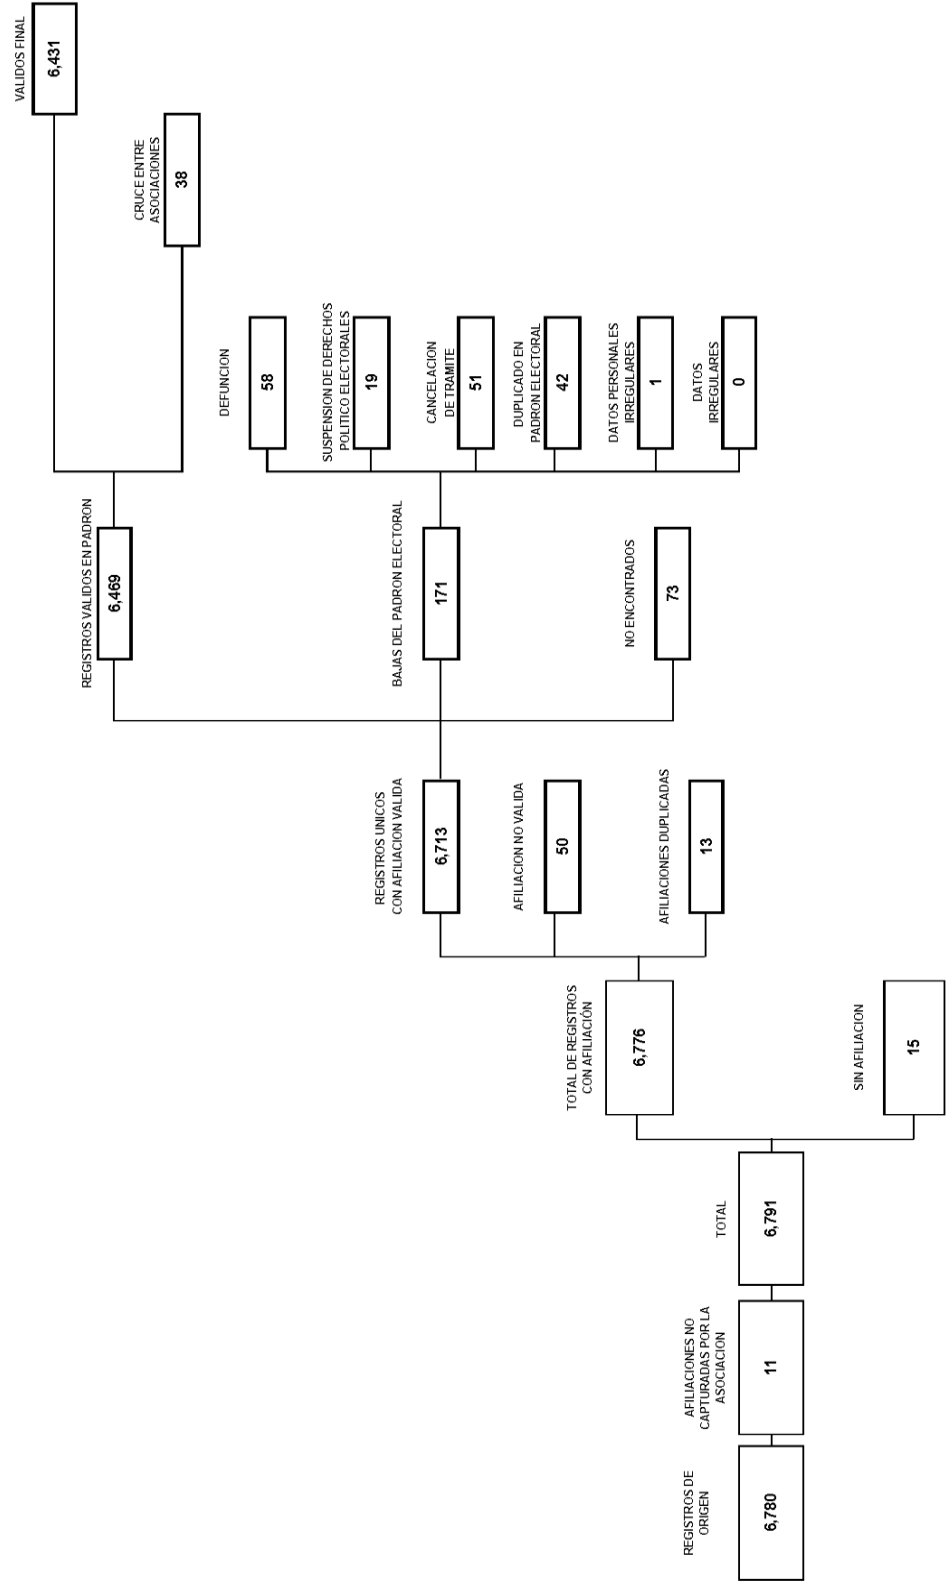 REGISTROS DE
ORIGEN
6,780
AFILIACIONES NO
CAPTURADAS POR LA
ASOCIACION
11
TOTAL
6,791
TOTAL DE REGISTROS
CON AFILIACIÓN
6,776
SIN AFILIACION
15
REGISTROS UNICOS
CON AFILIACION VALIDA
6,713
AFILIACION NO VALIDA
50
AFILIACIONES DUPLICADAS
13
REGISTROS VALIDOS EN PADRON
6,469
BAJAS DEL PADRON ELECTORAL
171
NO ENCONTRADOS
73
DEFUNCION
58
SUSPENSION DE DERECHOS
POLITICO ELECTORALES
19
CANCELACION
DE TRAMITE
51
DUPLICADO EN
PADRON ELECTORAL
42
DATOS PERSONALES
IRREGULARES
1
DATOS
IRREGULARES
0
CRUCE ENTRE
ASOCIACIONES
38
VALIDOS FINAL
6,431